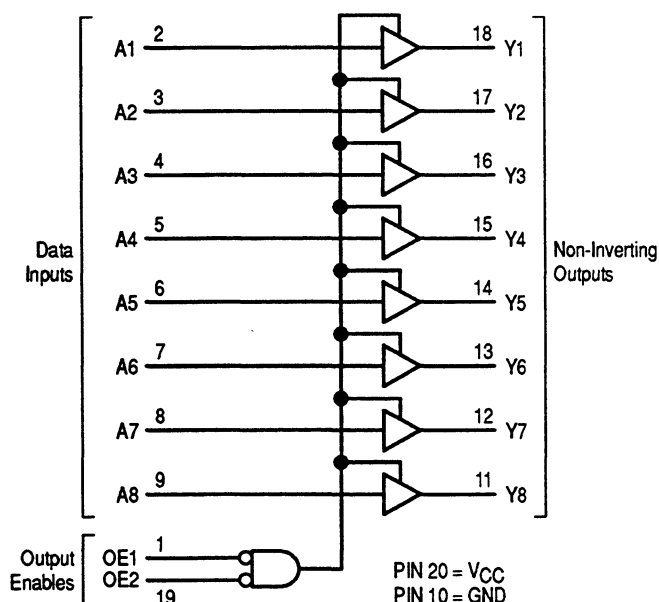 A1 2 18 Y1
A2 3 17 Y2
A3 4 16 Y3
A4 5 15 Y4
Data
Inputs
Non-Inverting
Outputs
A5 6 14 Y5
A6 7 13 Y6
A7 8 12 Y7
A8 9 11 Y8
Output
Enables
OE1 1
OE2 19
PIN 20 = VCC
PIN 10 = GND